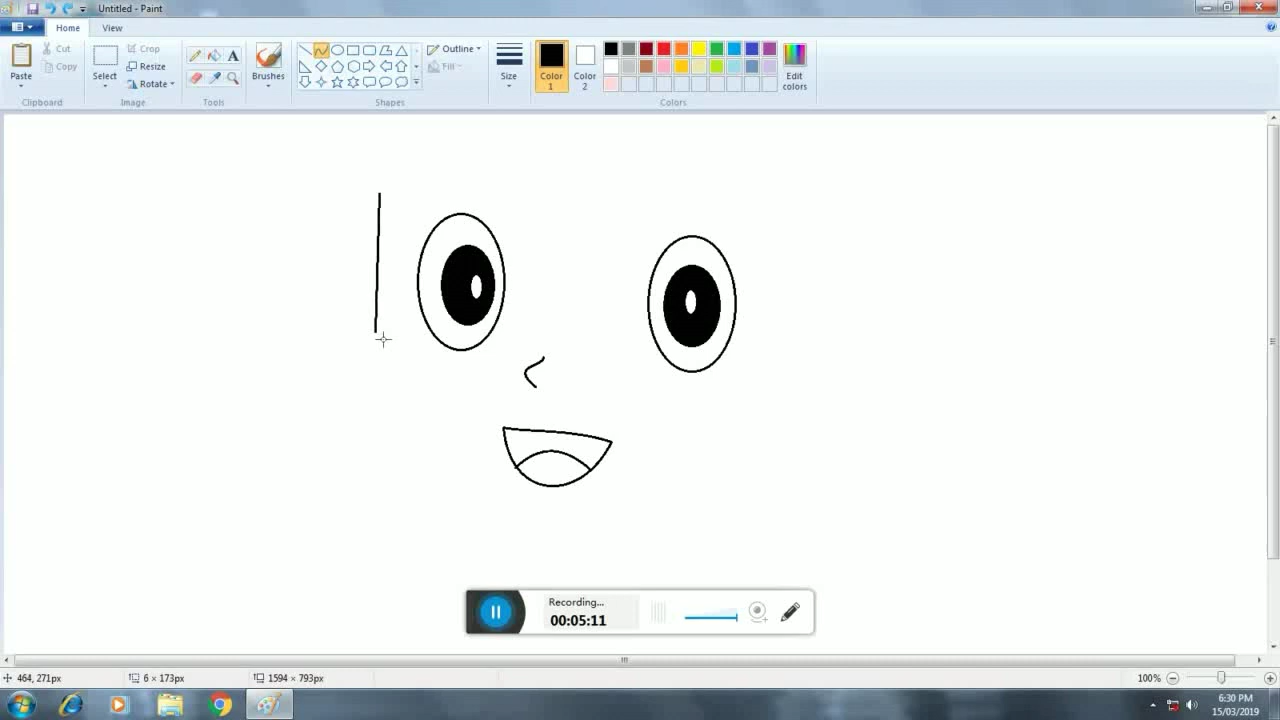 Untitled - Paint
Home View
Paste
Cut
Copy
Clipboard
Select
Crop
Resize
Rotate
Image
A
Tools
Brushes
Shapes
Outline
Fill
Size
Color
1
Color
2
Edit
colors
Colors
Recording...
00:05:11
464, 271px
6 × 173px
1594 × 793px
100%
6:30 PM
15/03/2019